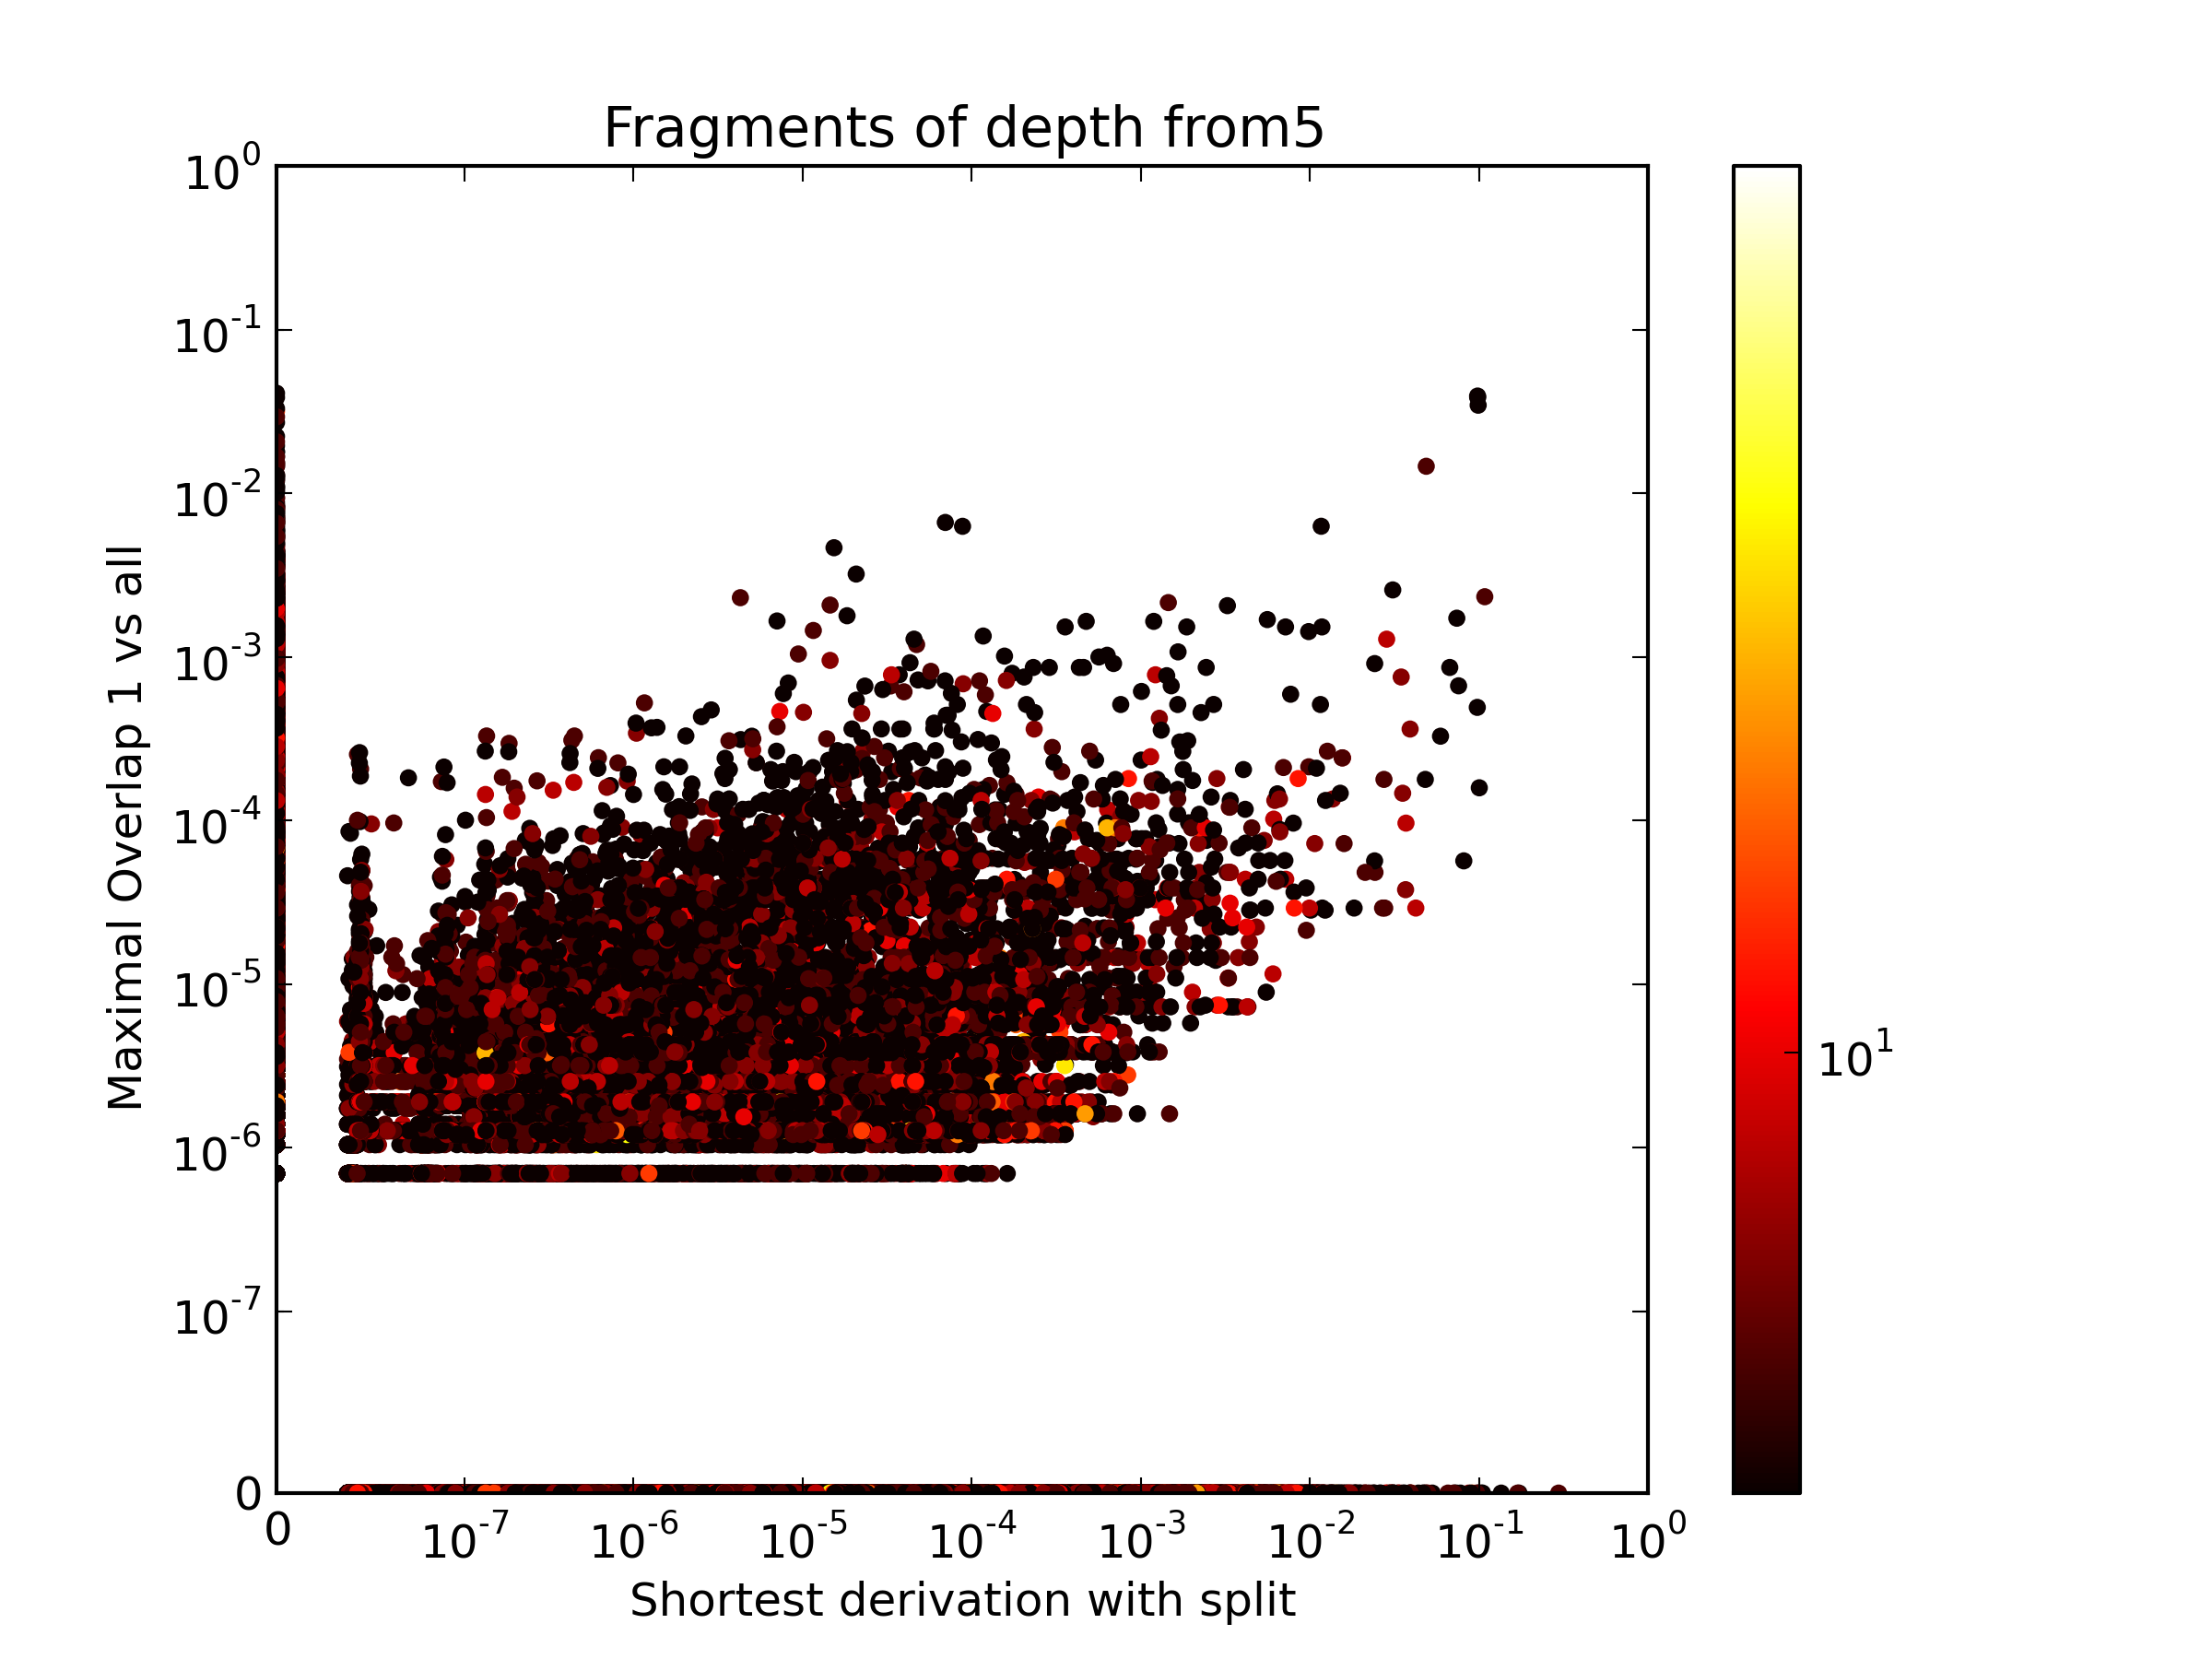 Fragments of depth from5
10^0
10^-1
10^-2
10^-3
10^-4
10^-5
10^-6
10^-7
0
Maximal Overlap 1 vs all
0 10^-7 10^-6 10^-5 10^-4 10^-3 10^-2 10^-1 10^0
Shortest derivation with split
10^1